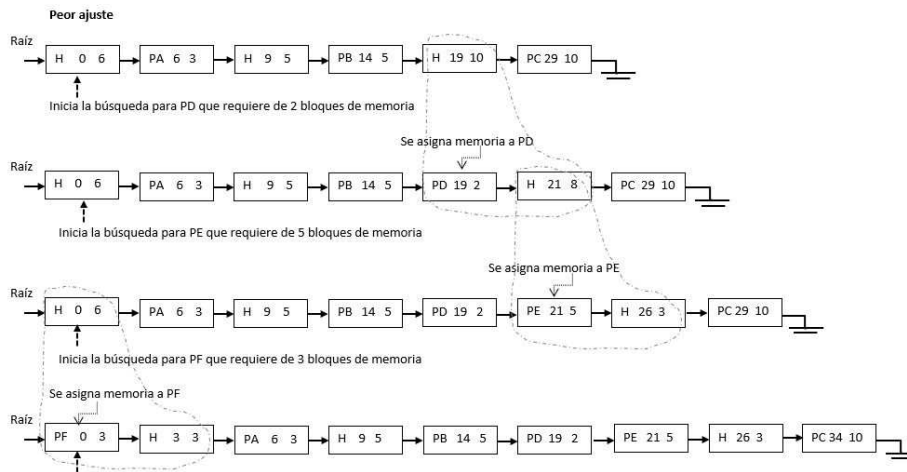 Peor ajuste
Raíz
H 0 6 PA 6 3 H 9 5 PB 14 5 H 19 10 PC 29 10
Inicia la búsqueda para PD que requiere de 2 bloques de memoria
Se asigna memoria a PD
Raíz
H 0 6 PA 6 3 H 9 5 PB 14 5 PD 19 2 H 21 8 PC 29 10
Inicia la búsqueda para PE que requiere de 5 bloques de memoria
Se asigna memoria a PE
Raíz
H 0 6 PA 6 3 H 9 5 PB 14 5 PD 19 2 PE 21 5 H 26 3 PC 29 10
Inicia la búsqueda para PF que requiere de 3 bloques de memoria
Se asigna memoria a PF
Raíz
PF 0 3 H 3 3 PA 6 3 H 9 5 PB 14 5 PD 19 2 PE 21 5 H 26 3 PC 34 10